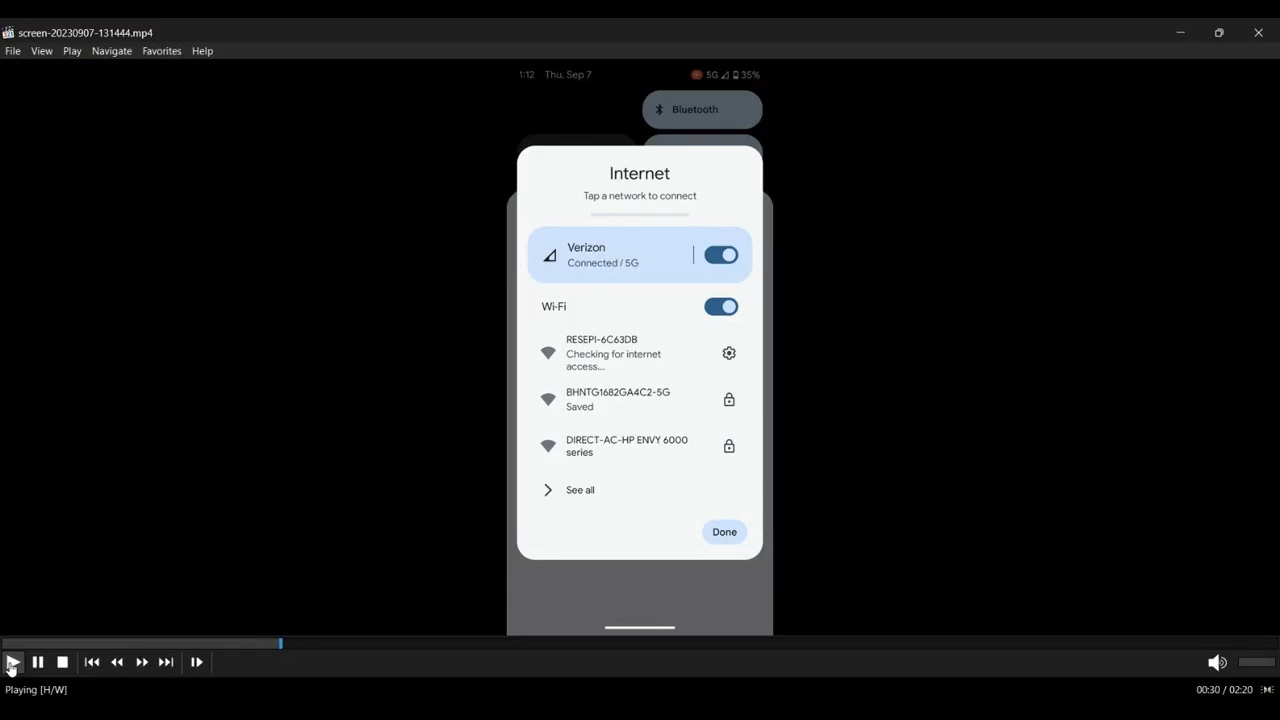 screen-20230907-131444.mp4
File View Play Navigate Favorites Help
1:12 Thu, Sep 7 5G 35%
Bluetooth
Internet
Tap a network to connect
Verizon
Connected / 5G
Wi-Fi
RESEPI-6C63DB
Checking for internet
access...
BHNTG1682GA4C2-5G
Saved
DIRECT-AC-HP ENVY 6000
series
See all
Done
Playing [H/W] 00:30 / 02:20